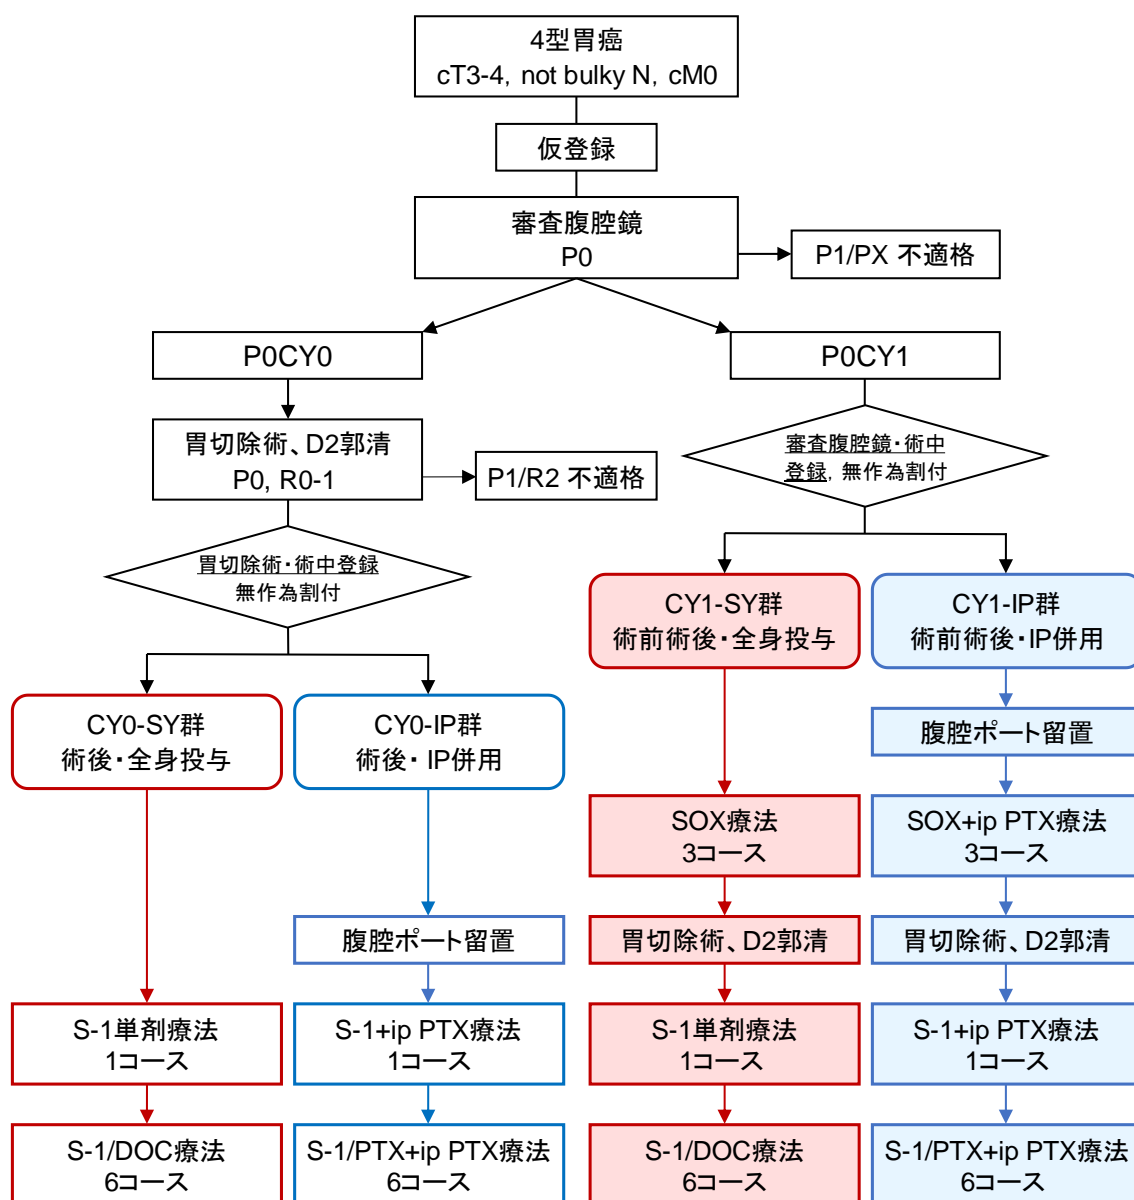 4型胃癌
cT3-4, not bulky N, cM0
仮登録
審査腹腔鏡
P0
P1/PX 不適格
P0CY0
P0CY1
胃切除術、D2郭清
P0, R0-1
P1/R2 不適格
審査腹腔鏡・術中
登録, 無作為割付
胃切除術・術中登録
無作為割付
CY1-SY群
術前術後・全身投与
CY1-IP群
術前術後・IP併用
CY0-SY群
術後・全身投与
CY0-IP群
術後・ IP併用
腹腔ポート留置
SOX療法
3コース
SOX+ip PTX療法
3コース
腹腔ポート留置
胃切除術、D2郭清
胃切除術、D2郭清
S-1単剤療法
1コース
S-1+ip PTX療法
1コース
S-1単剤療法
1コース
S-1+ip PTX療法
1コース
S-1/DOC療法
6コース
S-1/PTX+ip PTX療法
6コース
S-1/DOC療法
6コース
S-1/PTX+ip PTX療法
6コース